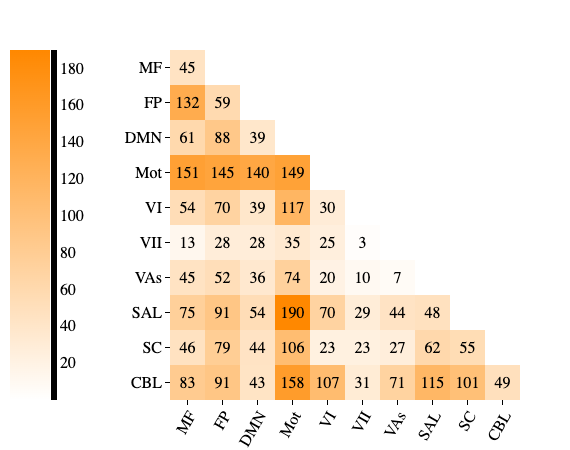 180
160
140
120
100
80
60
40
20
MF 45
FP 132 59
DMN 61 88 39
Mot 151 145 140 149
VI 54 70 39 117 30
VII 13 28 28 35 25 3
VAs 45 52 36 74 20 10 7
SAL 75 91 54 190 70 29 44 48
SC 46 79 44 106 23 23 27 62 55
CBL 83 91 43 158 107 31 71 115 101 49
MF FP DMN Mot VI VII VAs SAL SC CBL